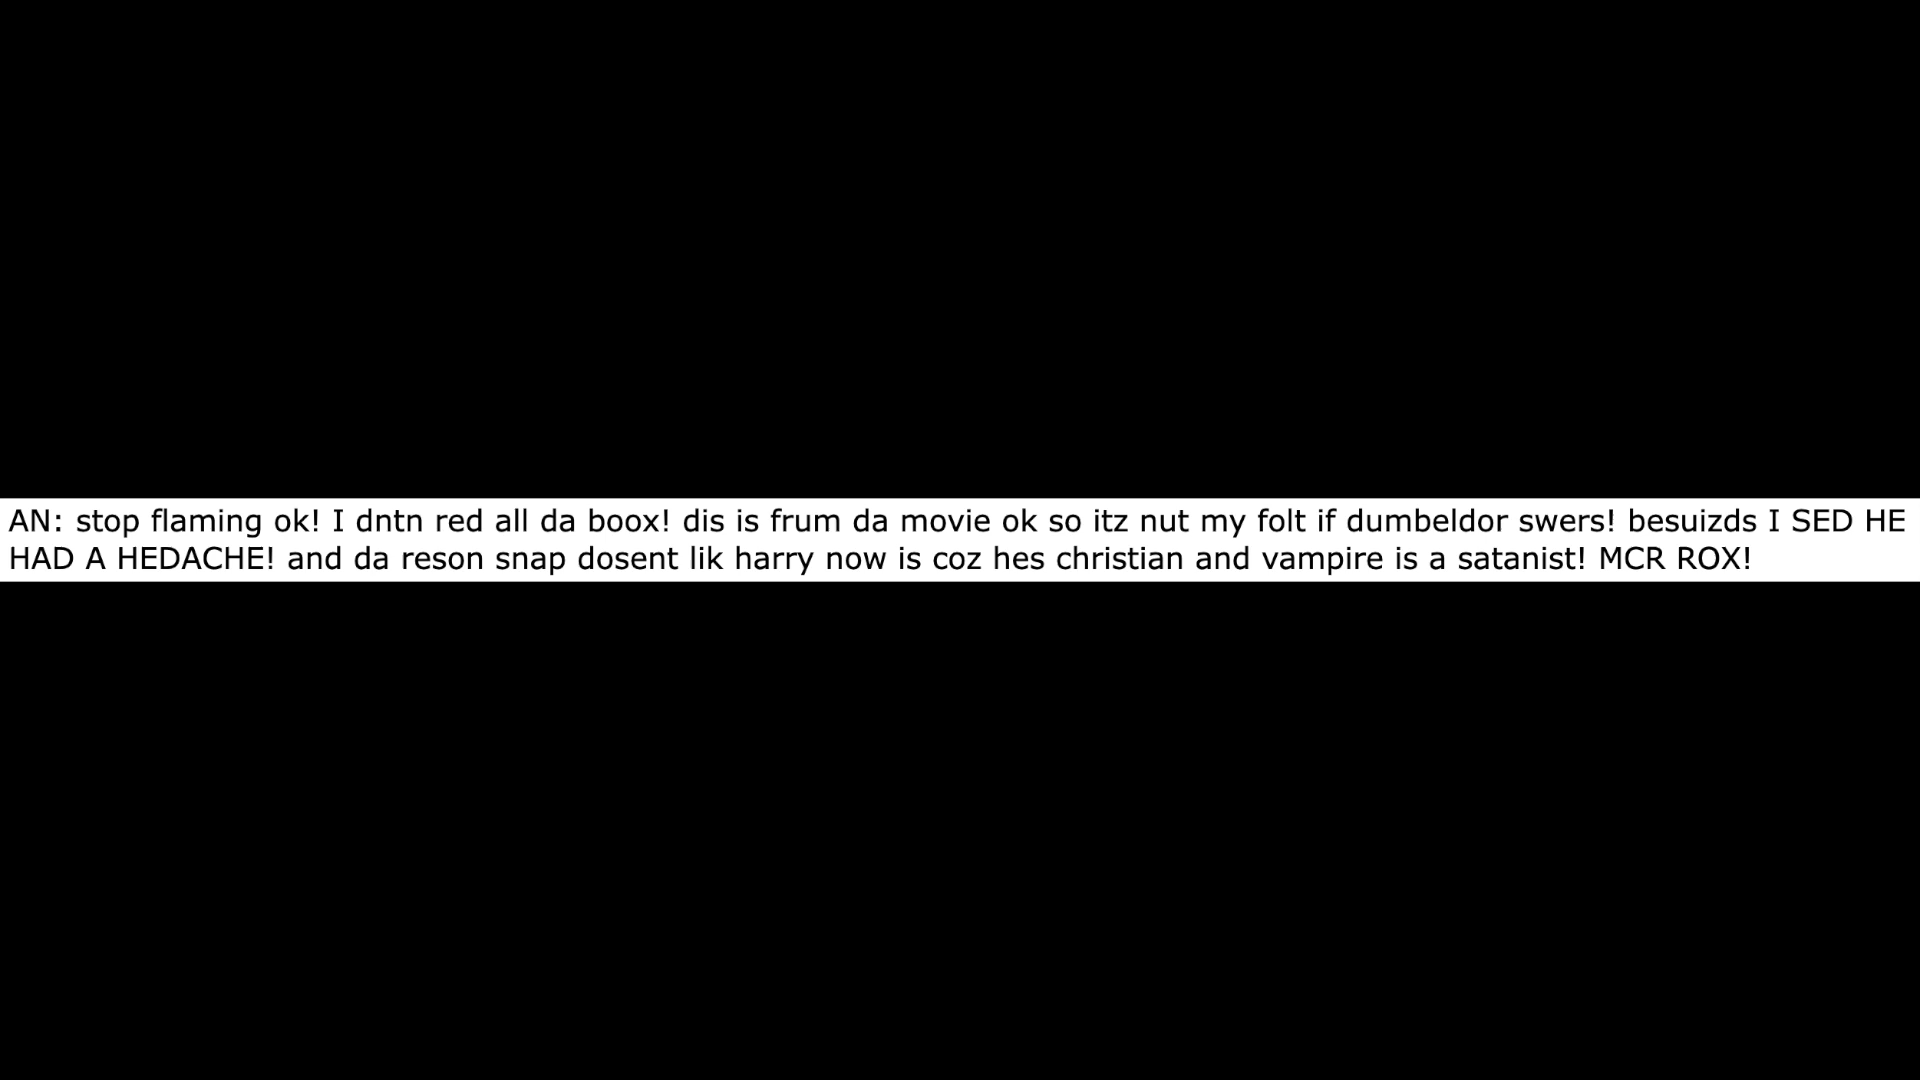 AN: stop flaming ok! I dntn red all da boox! dis is frum da movie ok so itz nut my folt if dumbeldor swers! besuizds I SED HE
HAD A HEDACHE! and da reson snap dosent lik harry now is coz hes christian and vampire is a satanist! MCR ROX!